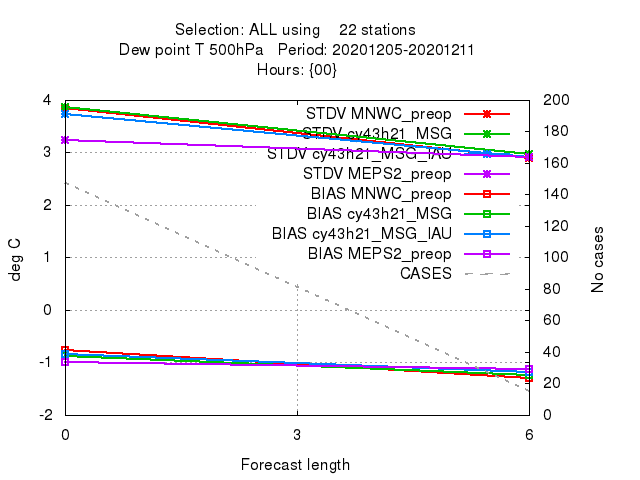 Selection: ALL using    22 stations
Dew point T 500hPa   Period: 20201205-20201211
Hours: {00}
4
3
2
1
0
-1
-2
deg C
STDV MNWC_preop
STDV cy43h21_MSG
STDV cy43h21_MSG_IAU
STDV MEPS2_preop
BIAS MNWC_preop
BIAS cy43h21_MSG
BIAS cy43h21_MSG_IAU
BIAS MEPS2_preop
CASES
200
180
160
140
120
100
80
60
40
20
0
No cases
0 3 6
Forecast length